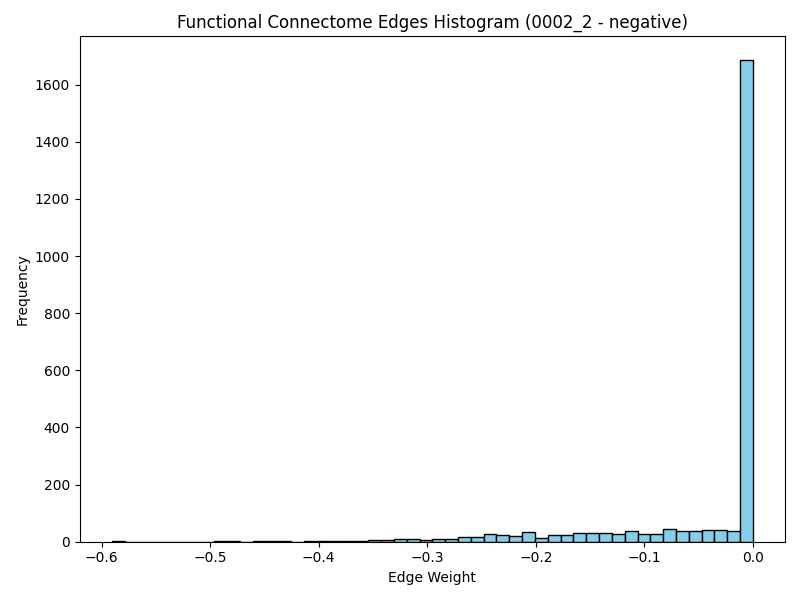 Functional Connectome Edges Histogram (0002_2 - negative)
Frequency
1600
1400
1200
1000
800
600
400
200
0
−0.6 −0.5 −0.4 −0.3 −0.2 −0.1 0.0
Edge Weight